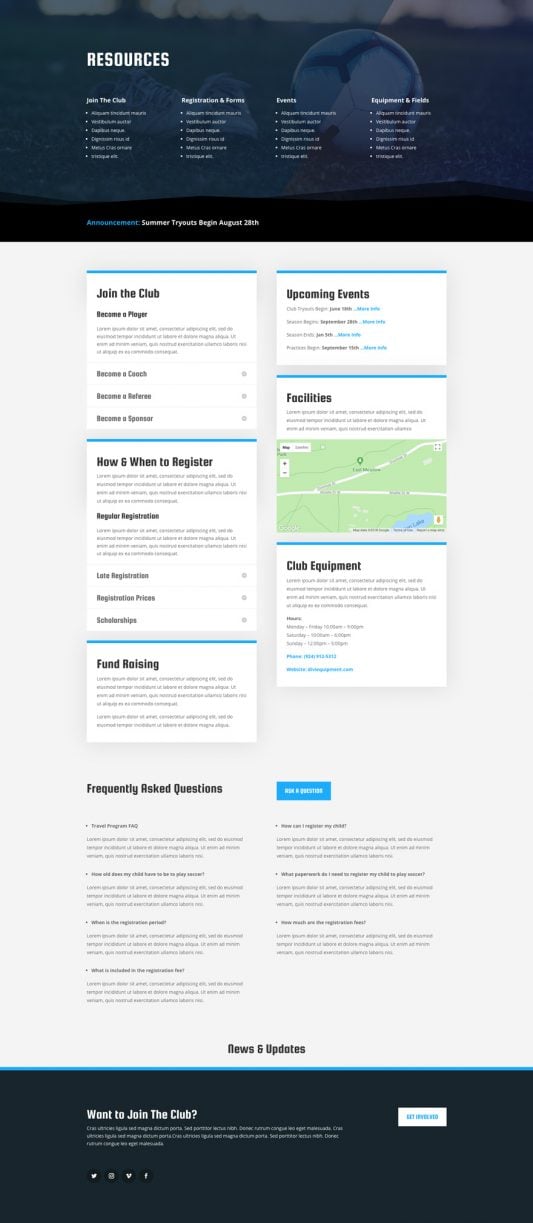 RESOURCES
Join The Club
Aliquam tincidunt mauris
Vestibulum auctor
Dapibus neque.
Dignissim risus id
Metus Cras ornare
tristique elit.
Registration & Forms
Aliquam tincidunt mauris
Vestibulum auctor
Dapibus neque.
Dignissim risus id
Metus Cras ornare
tristique elit.
Events
Aliquam tincidunt mauris
Vestibulum auctor
Dapibus neque.
Dignissim risus id
Metus Cras ornare
tristique elit.
Equipment & Fields
Aliquam tincidunt mauris
Vestibulum auctor
Dapibus neque.
Dignissim risus id
Metus Cras ornare
tristique elit.
Announcement: Summer Tryouts Begin August 28th
Join the Club
Become a Player
Lorem ipsum dolor sit amet, consectetur adipiscing elit, sed do
eiusmod tempor incididunt ut labore et dolore magna aliqua. Ut
enim ad minim veniam, quis nostrud exercitation ullamco laboris nisi
ut aliquip ex ea commodo consequat.
Become a Coach
Become a Referee
Become a Sponsor
How & When to Register
Lorem ipsum dolor sit amet, consectetur adipiscing elit, sed do
eiusmod tempor incididunt ut labore et dolore magna aliqua. Ut
enim ad minim veniam, quis nostrud exercitation ullamco laboris nisi
ut aliquip ex ea commodo consequat.
Regular Registration
Lorem ipsum dolor sit amet, consectetur adipiscing elit, sed do
eiusmod tempor incididunt ut labore et dolore magna aliqua. Ut
enim ad minim veniam, quis nostrud exercitation ullamco laboris nisi
ut aliquip ex ea commodo consequat.
Late Registration
Registration Prices
Scholarships
Fund Raising
Lorem ipsum dolor sit amet, consectetur adipiscing elit, sed do
eiusmod tempor incididunt ut labore et dolore magna aliqua. Ut
enim ad minim veniam, quis nostrud exercitation ullamco laboris nisi
ut aliquip ex ea commodo consequat.
Lorem ipsum dolor sit amet, consectetur adipiscing elit, sed do
eiusmod tempor incididunt ut labore et dolore magna aliqua.
Upcoming Events
Club Tryouts Begin: June 19th ...More Info
Season Begins: September 28th ...More Info
Season Ends: Jan 5th ...More Info
Practices Begin: September 15th ...More Info
Facilities
Lorem ipsum dolor sit amet, consectetur adipiscing elit, sed do
eiusmod tempor incididunt ut labore et dolore magna aliqua. Ut
enim ad minim veniam, quis nostrud exercitation ullamco
Map Satellite
East Meadow
Google
Terms of Use
Report a map error
Club Equipment
Lorem ipsum dolor sit amet, consectetur adipiscing elit, sed do
eiusmod tempor incididunt ut labore et dolore magna aliqua. Ut
enim ad minim veniam, quis nostrud exercitation ullamco laboris nisi
ut aliquip ex ea commodo consequat.
Hours:
Monday – Friday 10:00am – 9:00pm
Saturday – 10:00am – 6:00pm
Sunday – 12:00pm – 5:00pm
Phone: (924) 912-5312
Website: diviequipment.com
Frequently Asked Questions
ASK A QUESTION
Travel Program FAQ
Lorem ipsum dolor sit amet, consectetur adipiscing elit, sed do eiusmod
tempor incididunt ut labore et dolore magna aliqua. Ut enim ad minim
veniam, quis nostrud exercitation ullamco laboris nisi.
How old does my child have to be to play soccer?
Lorem ipsum dolor sit amet, consectetur adipiscing elit, sed do eiusmod
tempor incididunt ut labore et dolore magna aliqua. Ut enim ad minim
veniam, quis nostrud exercitation ullamco laboris nisi.
When is the registration period?
Lorem ipsum dolor sit amet, consectetur adipiscing elit, sed do eiusmod
tempor incididunt ut labore et dolore magna aliqua. Ut enim ad minim
veniam, quis nostrud exercitation ullamco laboris nisi.
What is included in the registration fee?
Lorem ipsum dolor sit amet, consectetur adipiscing elit, sed do eiusmod
tempor incididunt ut labore et dolore magna aliqua. Ut enim ad minim
veniam, quis nostrud exercitation ullamco laboris nisi.
How can I register my child?
Lorem ipsum dolor sit amet, consectetur adipiscing elit, sed do eiusmod
tempor incididunt ut labore et dolore magna aliqua. Ut enim ad minim
veniam, quis nostrud exercitation ullamco laboris nisi.
What paperwork do I need to register my child to play soccer?
Lorem ipsum dolor sit amet, consectetur adipiscing elit, sed do eiusmod
tempor incididunt ut labore et dolore magna aliqua. Ut enim ad minim
veniam, quis nostrud exercitation ullamco laboris nisi.
How much are the registration fees?
Lorem ipsum dolor sit amet, consectetur adipiscing elit, sed do eiusmod
tempor incididunt ut labore et dolore magna aliqua. Ut enim ad minim
veniam, quis nostrud exercitation ullamco laboris nisi.
News & Updates
Want to Join The Club?
Cras ultricies ligula sed magna dictum porta. Sed porttitor lectus nibh. Donec rutrum congue leo eget malesuada. Cras
ultricies ligula sed magna dictum porta.Cras ultricies ligula sed magna dictum porta. Sed porttitor lectus nibh. Donec
rutrum congue leo eget malesuada.
GET INVOLVED